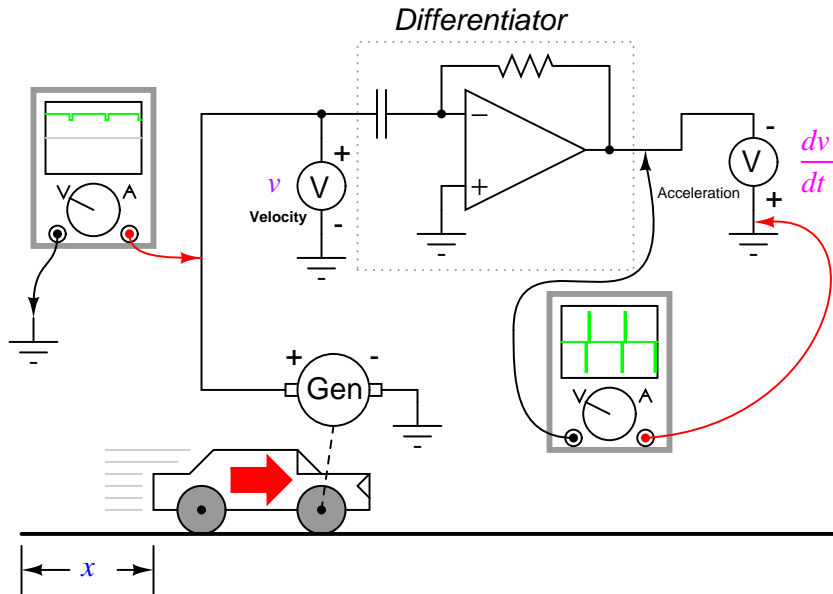 Differentiator
V A
v
Velocity
+
V
-
−
+
Acceleration
-
V
+
dv
dt
+ Gen -
V A
x